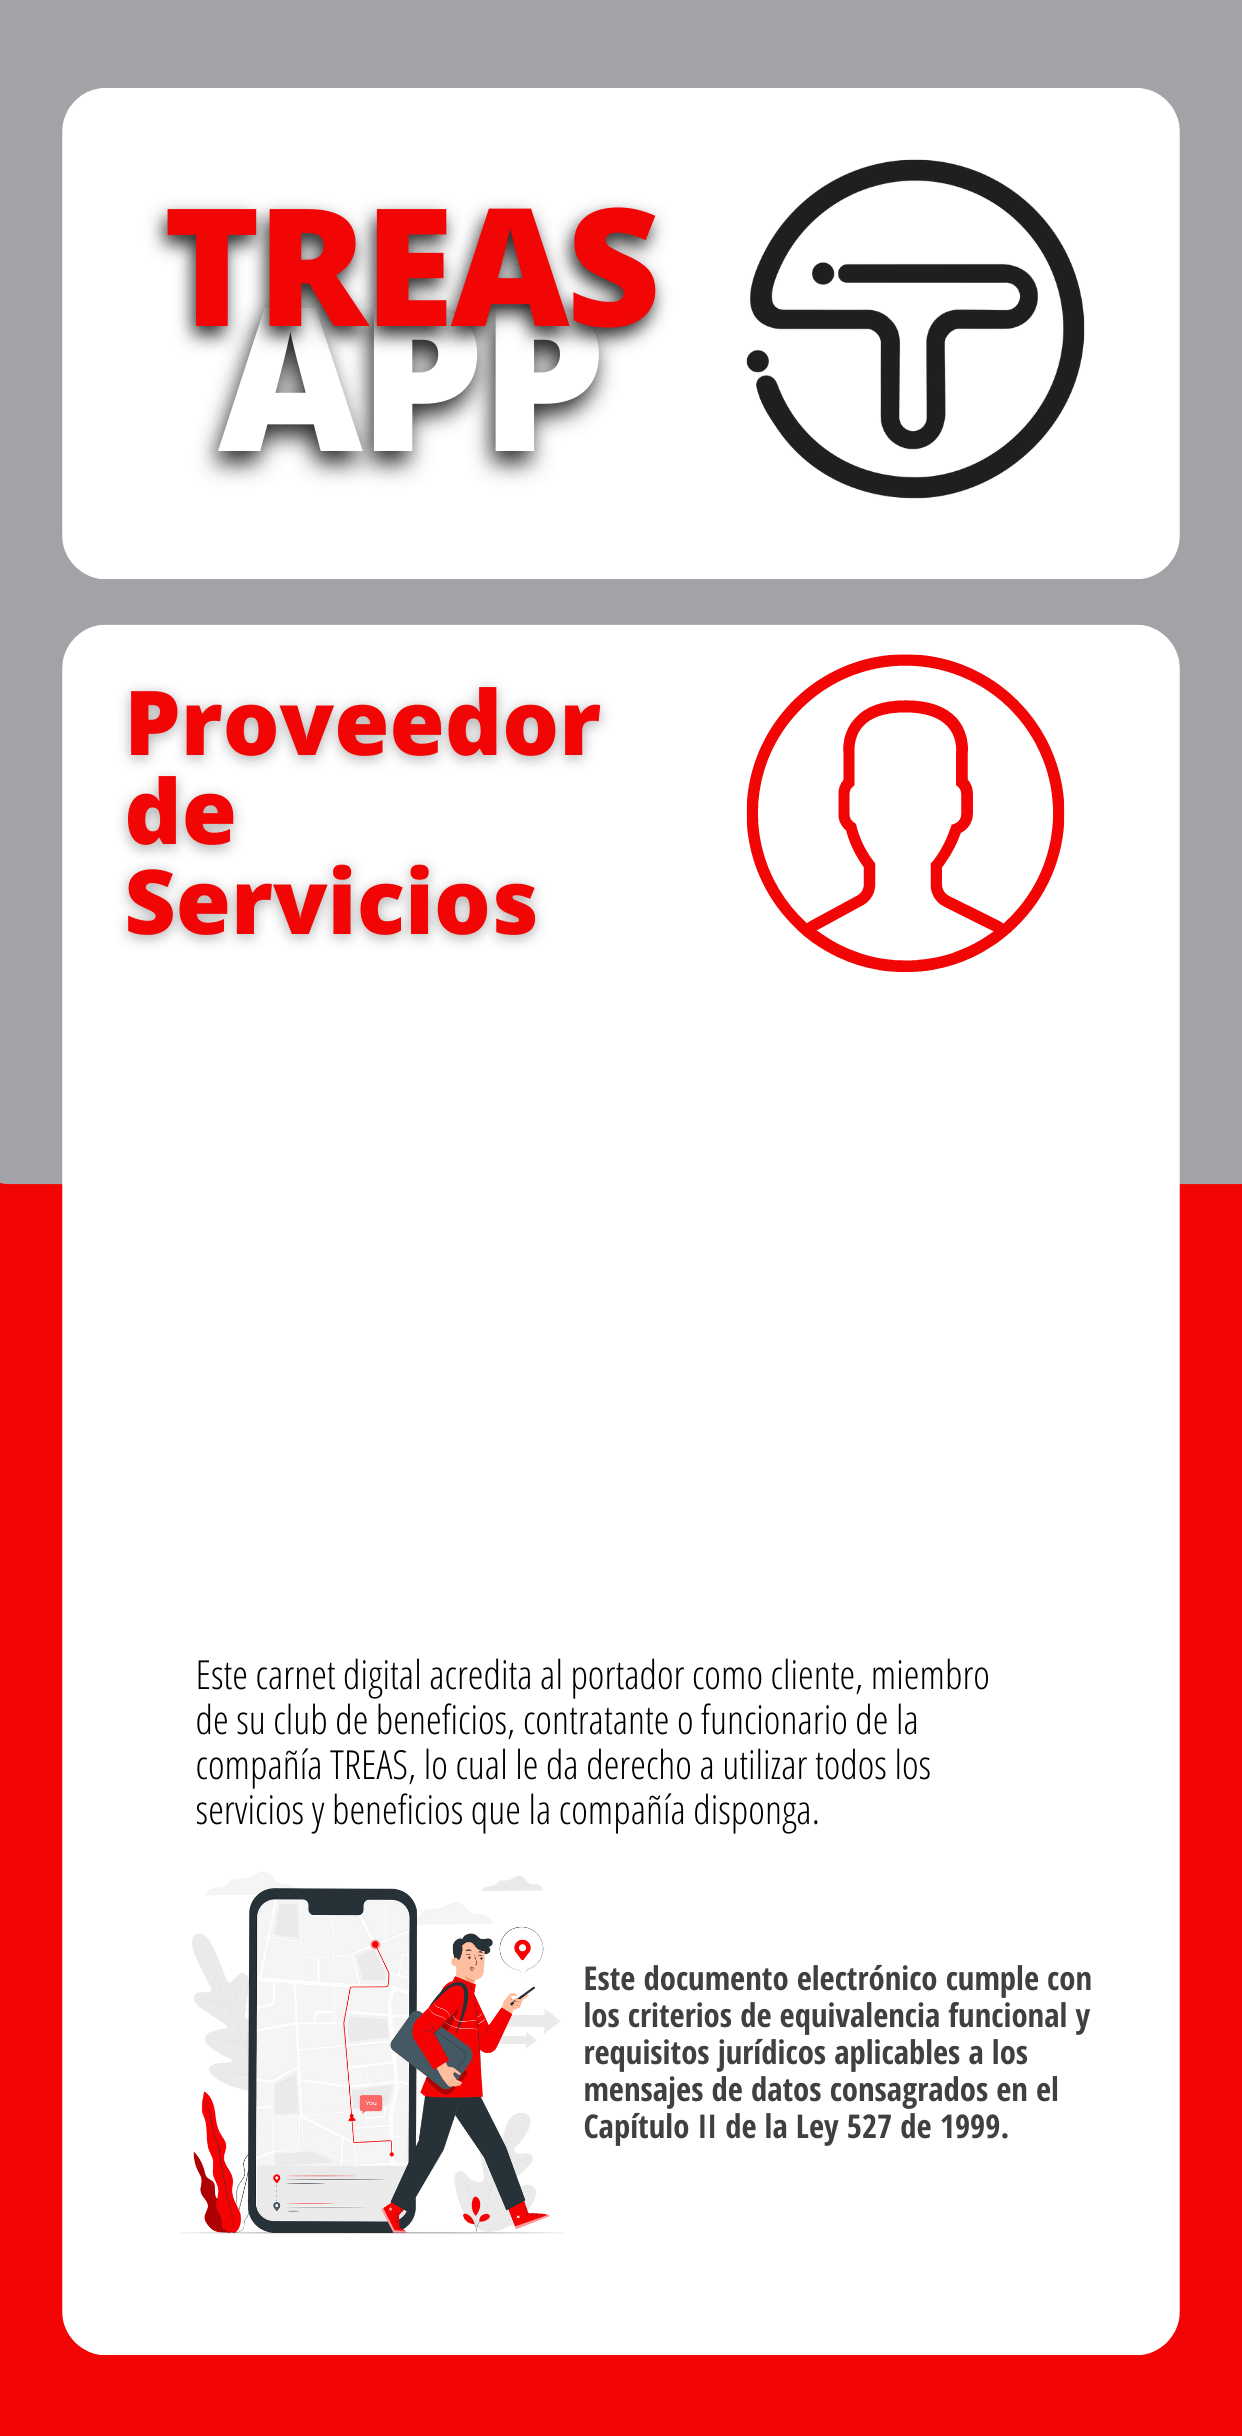 TREAS
APP
Proveedor
de
Servicios
Este carnet digital acredita al portador como cliente, miembro
de su club de beneficios, contratante o funcionario de la
compañía TREAS, lo cual le da derecho a utilizar todos los
servicios y beneficios que la compañía disponga.
You
Este documento electrónico cumple con
los criterios de equivalencia funcional y
requisitos jurídicos aplicables a los
mensajes de datos consagrados en el
Capítulo II de la Ley 527 de 1999.